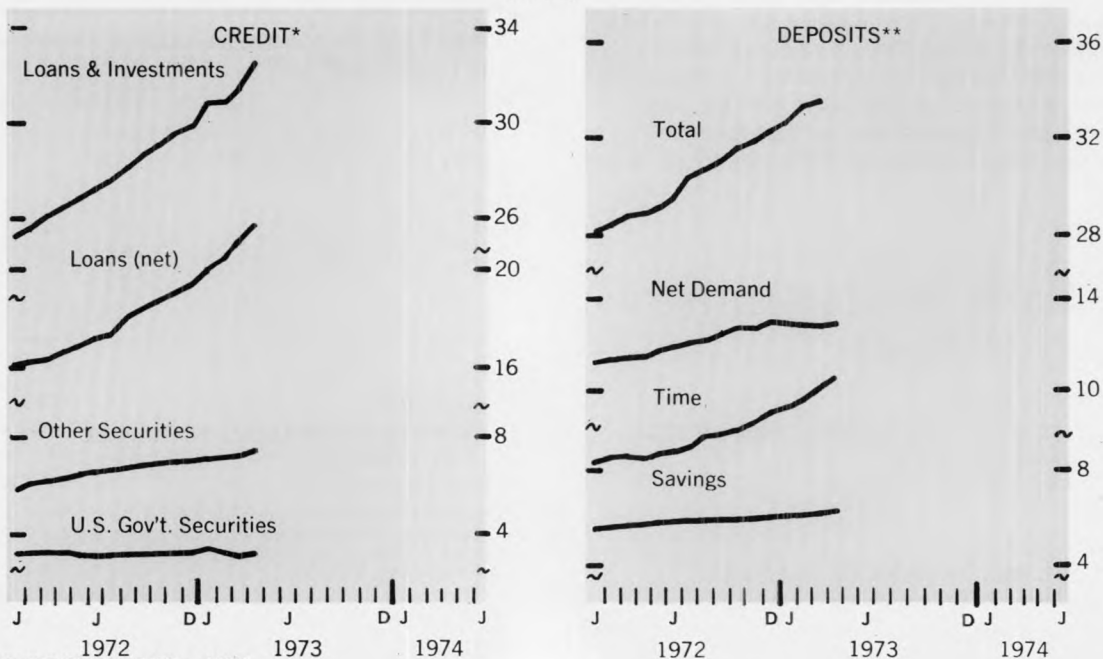 CREDIT*
34
Loans & Investments
30
26
Loans (net)
20
16
Other Securities
8
U.S. Gov't. Securities
4
J J D J J D J J
1972 1973 1974
DEPOSITS**
36
Total
32
28
Net Demand
14
10
Time
8
Savings
4
J J D J J D J J
1972 1973 1974